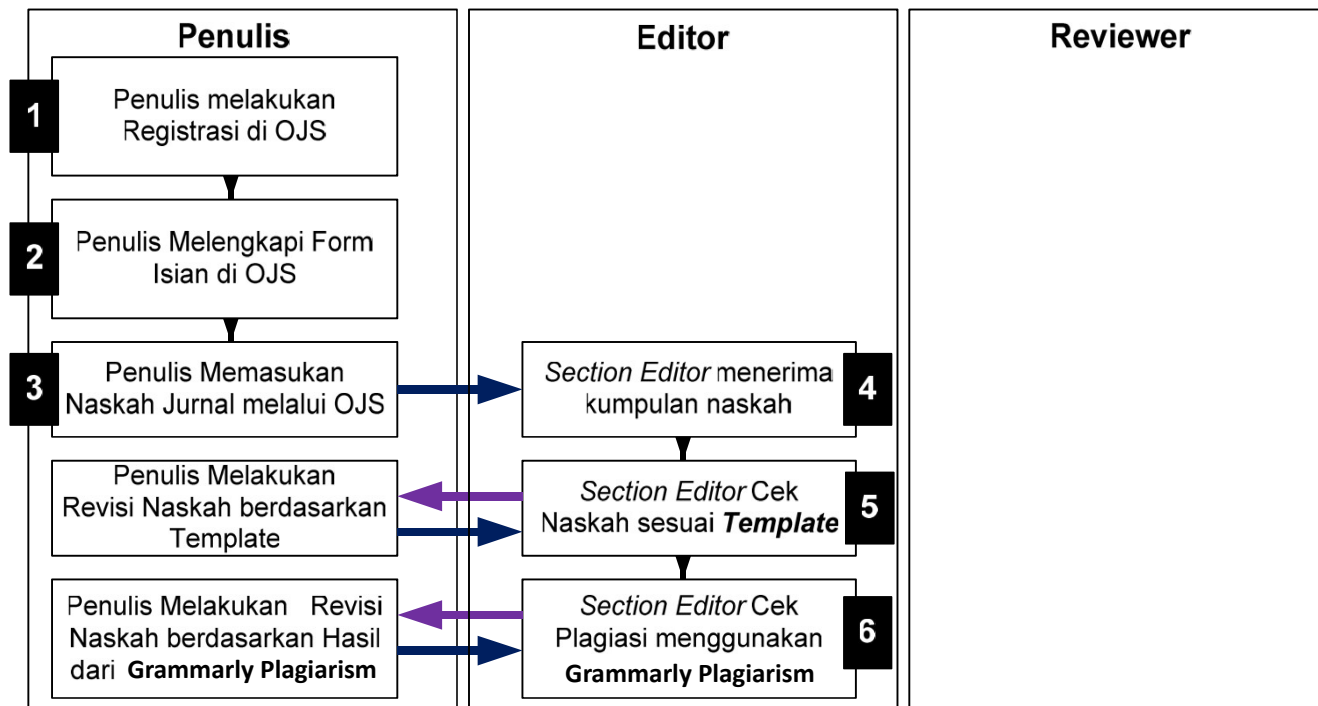 Penulis
Editor
Reviewer
1
Penulis melakukan
Registrasi di OJS
2
Penulis Melengkapi Form
Isian di OJS
3
Penulis Memasukan
Naskah Jurnal melalui OJS
Section Editor menerima
kumpulan naskah
4
Penulis Melakukan
Revisi Naskah berdasarkan
Template
Section Editor Cek
Naskah sesuai Template
5
Penulis Melakukan Revisi
Naskah berdasarkan Hasil
dari Grammarly Plagiarism
Section Editor Cek
Plagiasi menggunakan
Grammarly Plagiarism
6